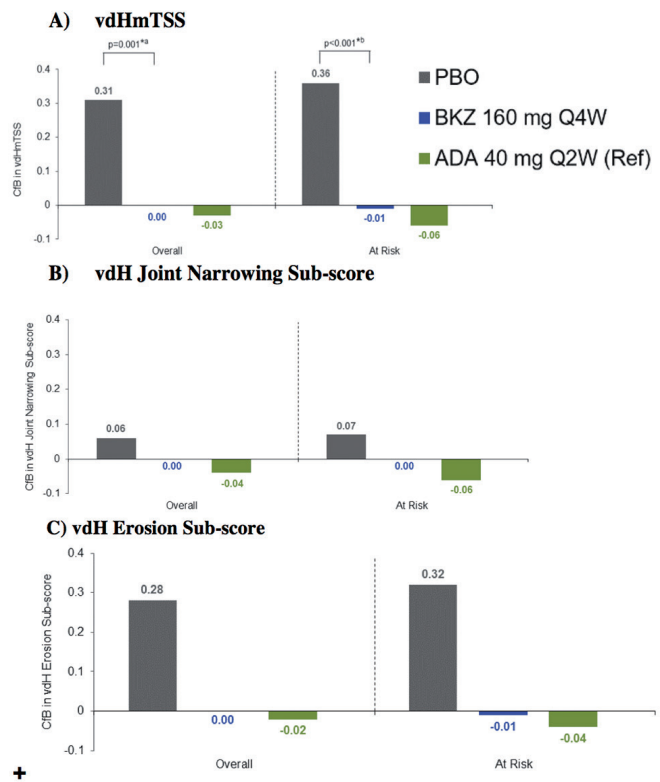 A) vdHmTSS
p=0.001*a
p<0.001*b
PBO
BKZ 160 mg Q4W
ADA 40 mg Q2W (Ref)
CfB in vdHmTSS
0.4
0.3
0.2
0.1
0
-0.1
0.31
0.00
-0.03
0.36
-0.01
-0.06
Overall
At Risk
B) vdH Joint Narrowing Sub-score
CfB in vdH Joint Narrowing Sub-score
0.4
0.3
0.2
0.1
0
-0.1
0.06
0.00
-0.04
0.07
0.00
-0.06
Overall
At Risk
C) vdH Erosion Sub-score
CfB in vdH Erosion Sub-score
0.4
0.3
0.2
0.1
0
-0.1
0.28
0.00
-0.02
0.32
-0.01
-0.04
Overall
At Risk
+